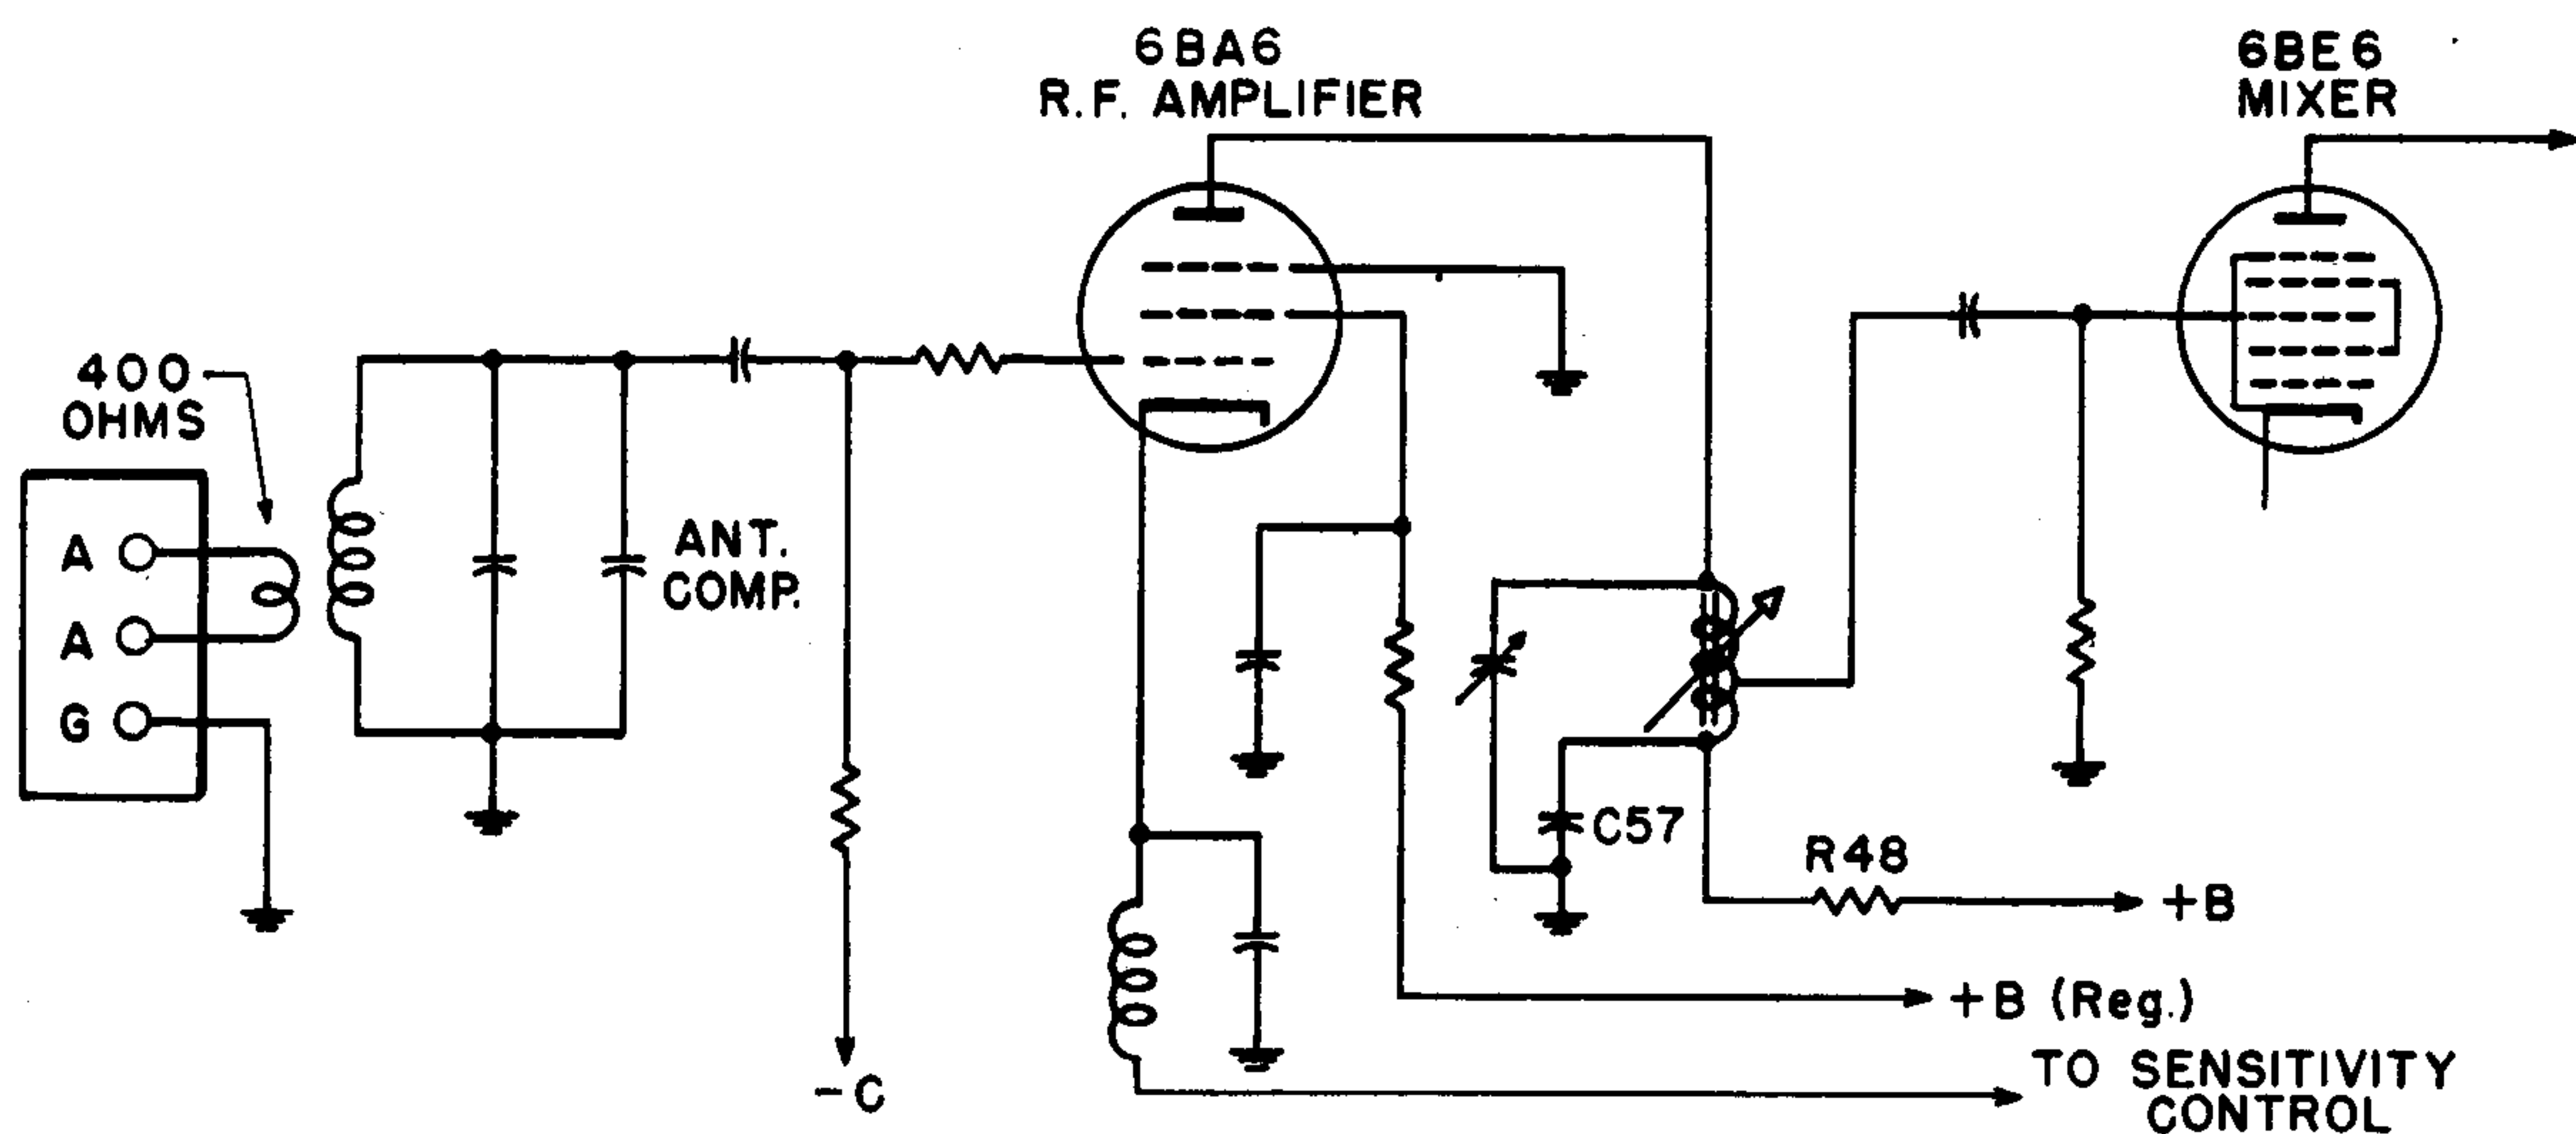 6BA6
R.F. AMPLIFIER
6BE6
MIXER
400
OHMS
A
A
G
ANT.
COMP.
C57
R48
+B
+B (Reg.)
-C
TO SENSITIVITY
CONTROL